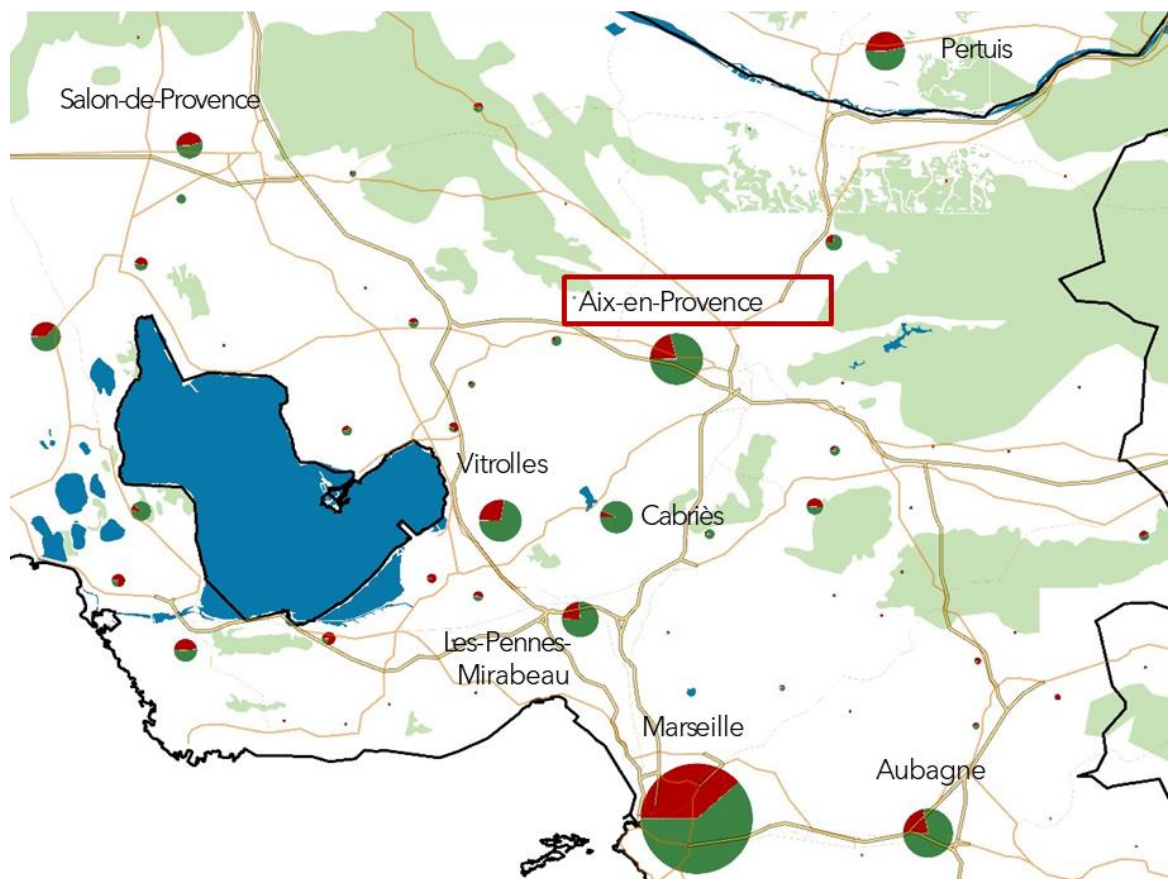 Pertuis
Salon-de-Provence
Aix-en-Provence
Vitrolles
Cabriès
Les-Pennes-
Mirabeau
Marseille
Aubagne